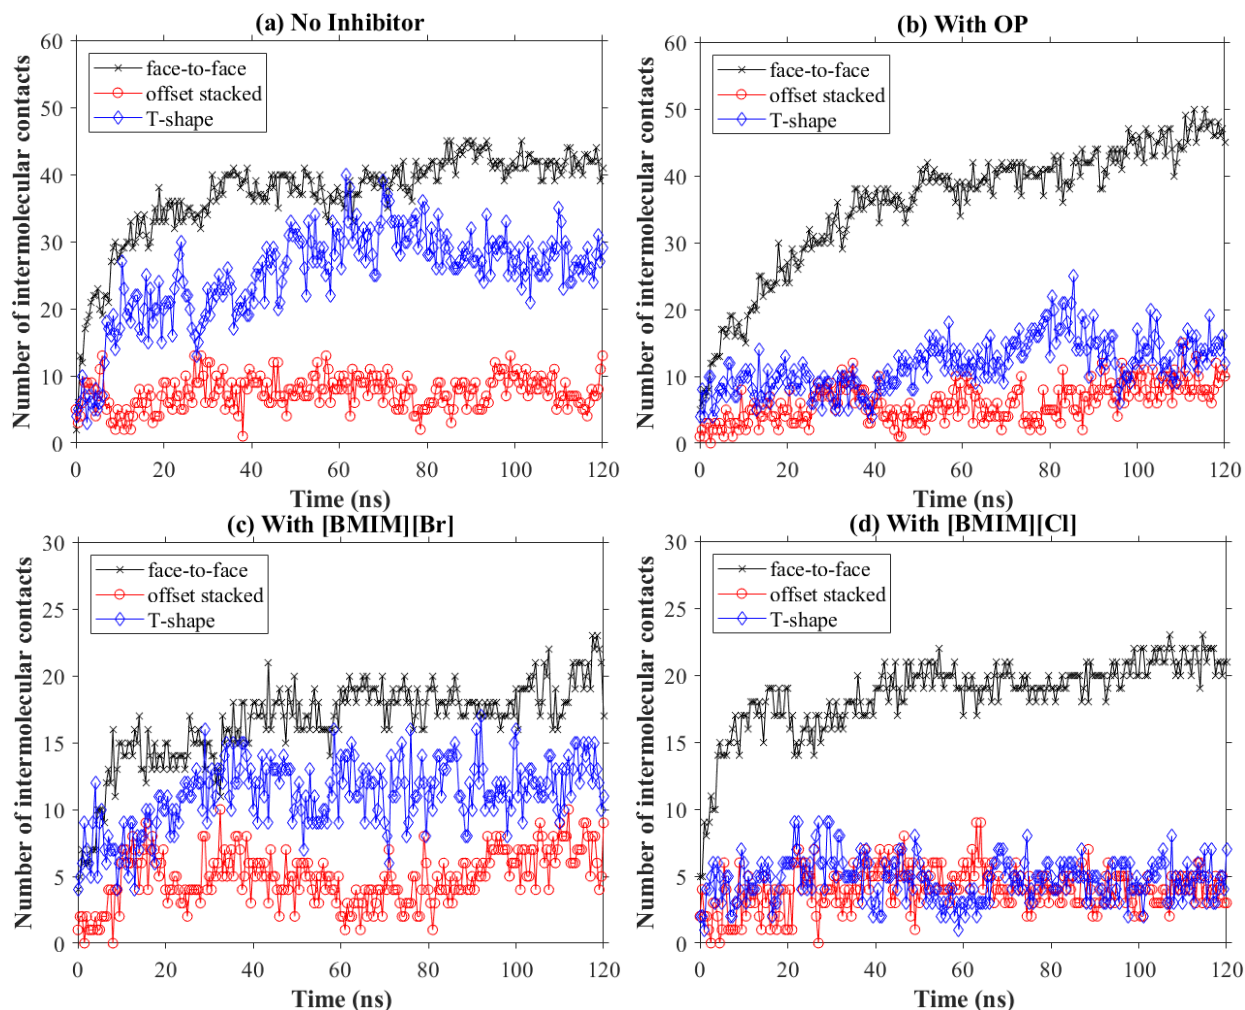 (a) No Inhibitor
Number of intermolecular contacts
60
50
40
30
20
10
0
face-to-face
offset stacked
T-shape
0 20 40 60 80 100 120
Time (ns)
(b) With OP
Number of intermolecular contacts
60
50
40
30
20
10
0
face-to-face
offset stacked
T-shape
0 20 40 60 80 100 120
Time (ns)
(c) With [BMIM][Br]
Number of intermolecular contacts
30
25
20
15
10
5
0
face-to-face
offset stacked
T-shape
0 20 40 60 80 100 120
Time (ns)
(d) With [BMIM][Cl]
Number of intermolecular contacts
30
25
20
15
10
5
0
face-to-face
offset stacked
T-shape
0 20 40 60 80 100 120
Time (ns)